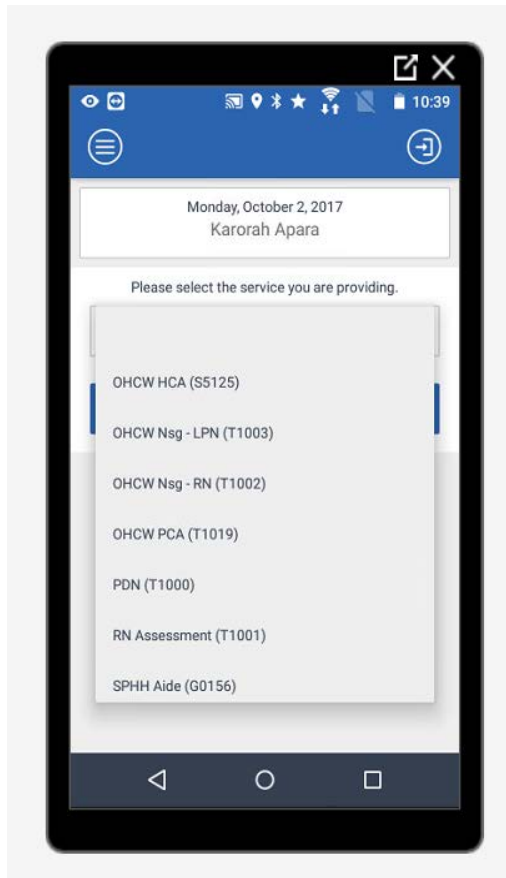 10:39
Monday, October 2, 2017
Karorah Apara
Please select the service you are providing.
OHCW HCA (S5125)
OHCW Nsg - LPN (T1003)
OHCW Nsg - RN (T1002)
OHCW PCA (T1019)
PDN (T1000)
RN Assessment (T1001)
SPHH Aide (G0156)